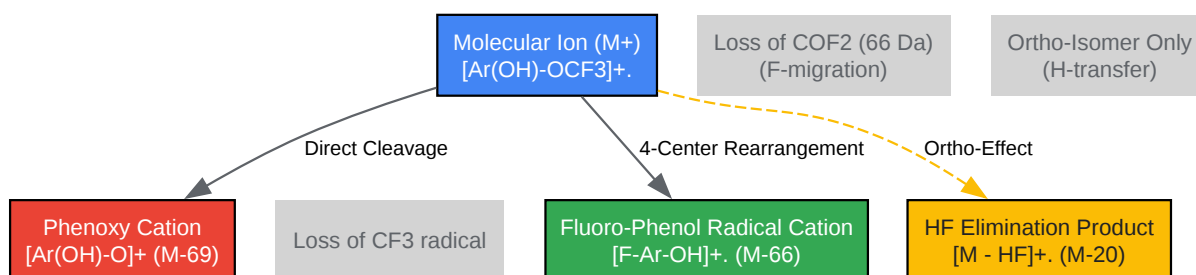 Molecular Ion (M+)
[Ar(OH)-OCF3]+.
Loss of COF2 (66 Da)
(F-migration)
Ortho-Isomer Only
(H-transfer)
Direct Cleavage
4-Center Rearrangement
Ortho-Effect
Phenoxy Cation
[Ar(OH)-O]+ (M-69)
Loss of CF3 radical
Fluoro-Phenol Radical Cation
[F-Ar-OH]+. (M-66)
HF Elimination Product
[M - HF]+. (M-20)